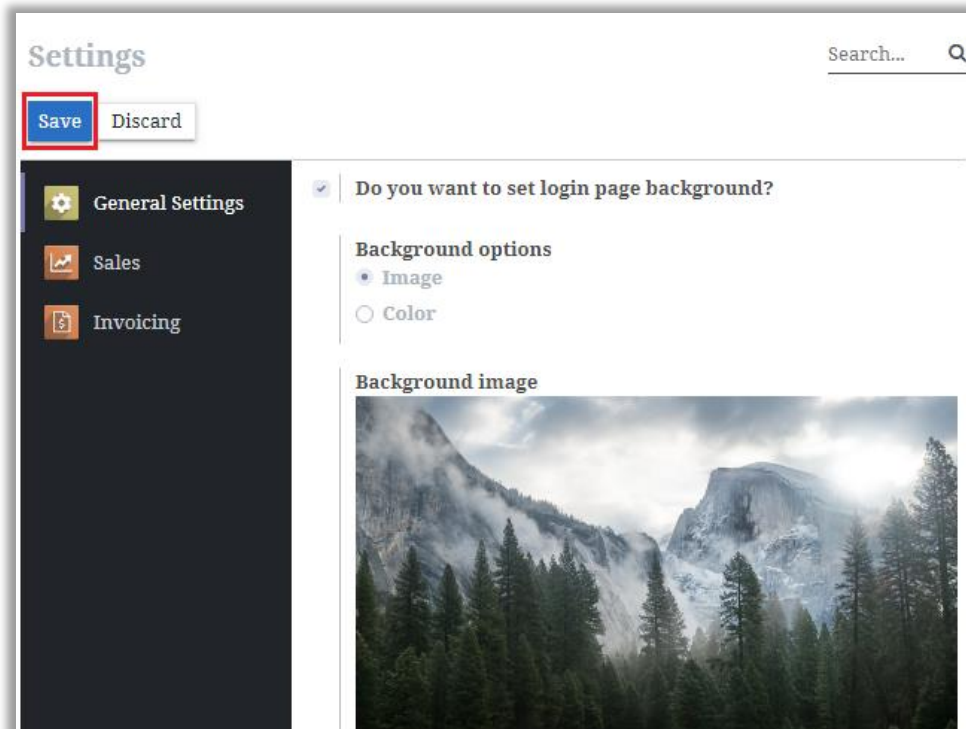 Settings
Search...
Save Discard
General Settings
Sales
Invoicing
Do you want to set login page background?
Background options
Image
Color
Background image